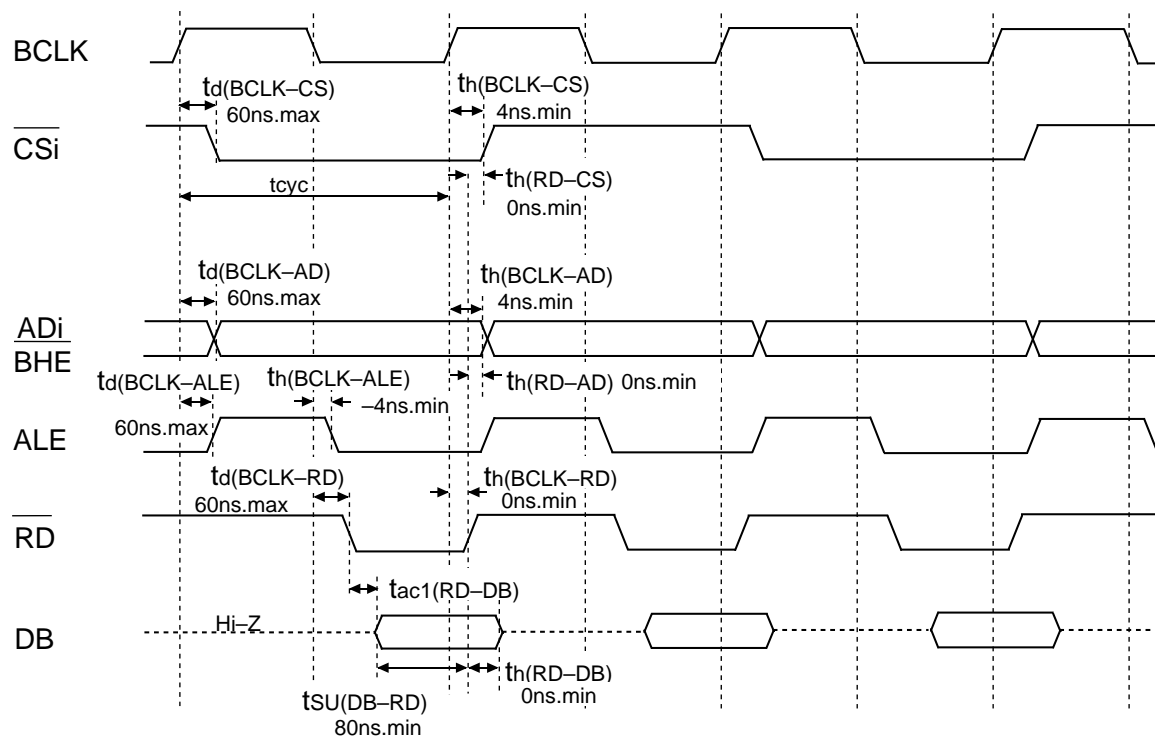 BCLK
td(BCLK–CS)
60ns.max
th(BCLK–CS)
4ns.min
CSi
tcyc
th(RD–CS)
0ns.min
td(BCLK–AD)
60ns.max
th(BCLK–AD)
4ns.min
ADi
BHE
td(BCLK–ALE)
60ns.max
th(BCLK–ALE)
–4ns.min
th(RD–AD) 0ns.min
ALE
td(BCLK–RD)
60ns.max
th(BCLK–RD)
0ns.min
RD
tac1(RD–DB)
Hi–Z
DB
tSU(DB–RD)
80ns.min
th(RD–DB)
0ns.min